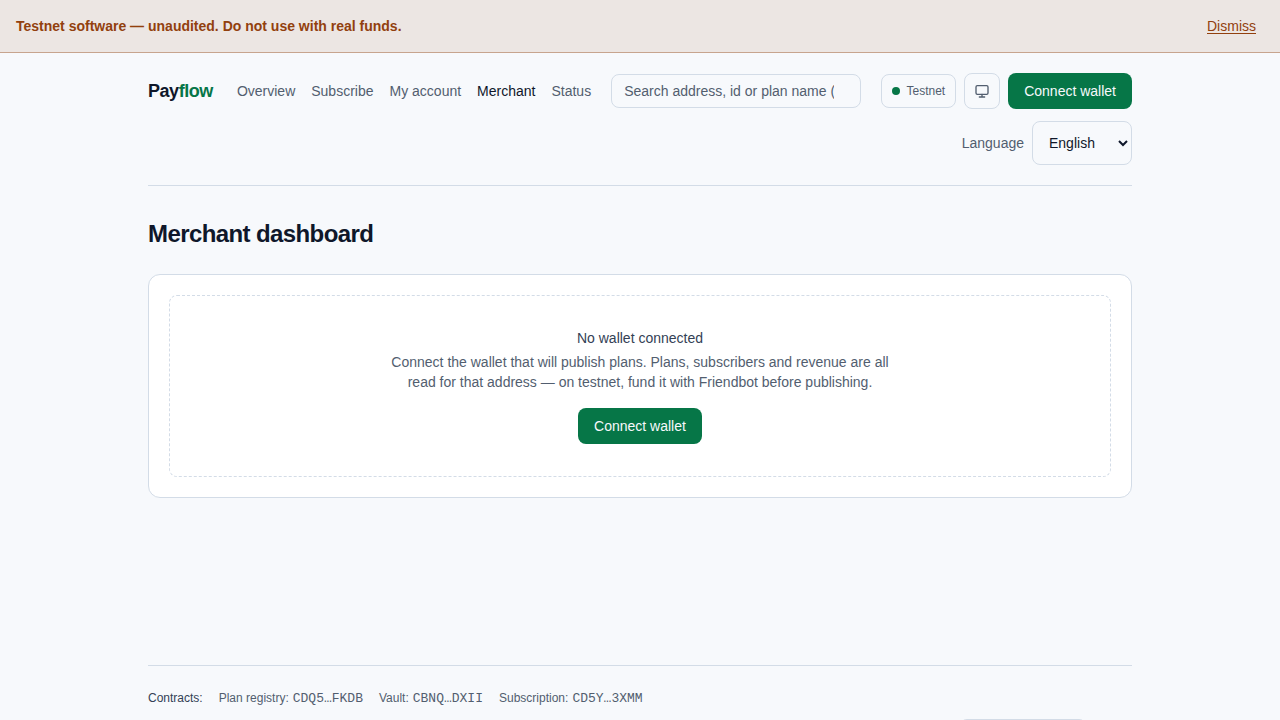 Testnet software — unaudited. Do not use with real funds.
Dismiss
Payflow
Overview
Subscribe
My account
Merchant
Status
Search address, id or plan name (
Testnet
Connect wallet
Language
English
Merchant dashboard
No wallet connected
Connect the wallet that will publish plans. Plans, subscribers and revenue are all
read for that address — on testnet, fund it with Friendbot before publishing.
Connect wallet
Contracts: Plan registry: CDQ5…FKDB Vault: CBNQ…DXII Subscription: CD5Y…3XMM